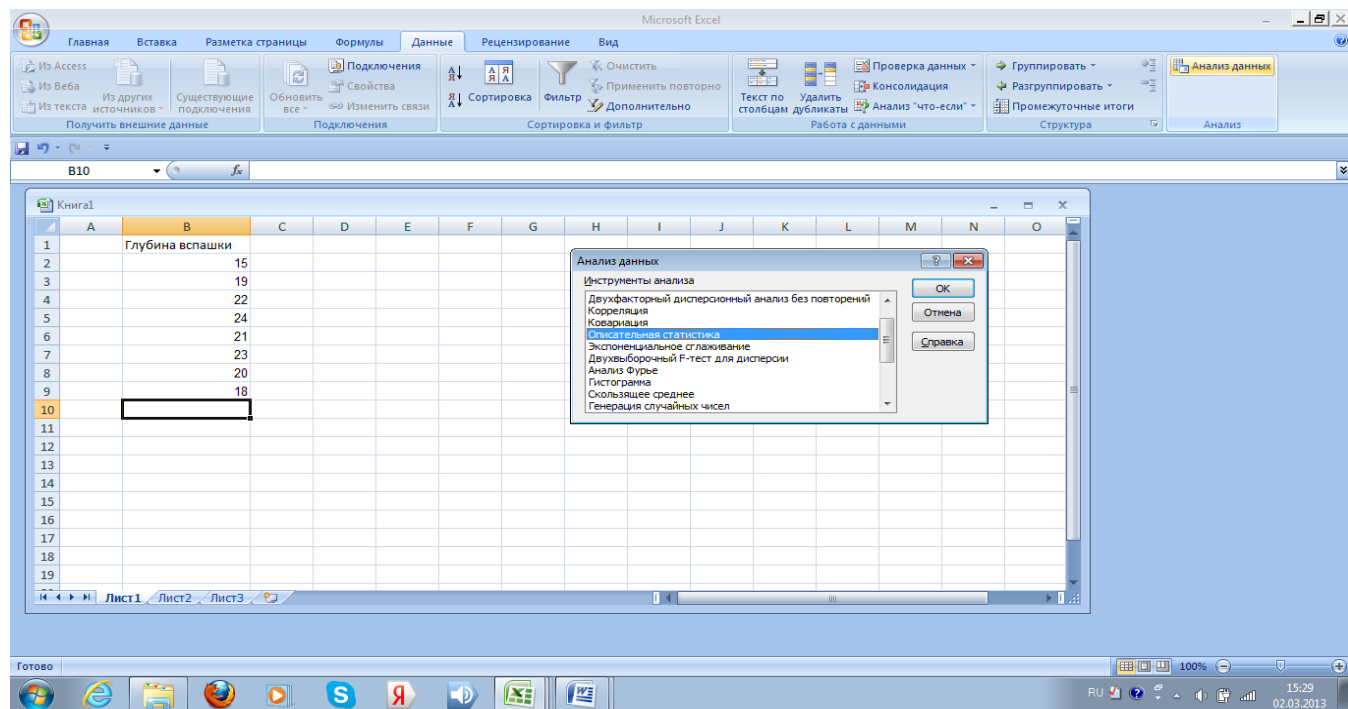 Microsoft Excel
Главная Вставка Разметка страницы Формулы Данные Рецензирование Вид
Из Access
Из Веба
Из текста
Из других источников
Существующие подключения
Получить внешние данные
Обновить все
Подключения
Свойства
Изменить связи
Подключения
Сортировка
Фильтр
Очистить
Применить повторно
Дополнительно
Сортировка и фильтр
Текст по столбцам
Удалить дубликаты
Проверка данных
Консолидация
Анализ "что-если"
Работа с данными
Группировать
Разгруппировать
Промежуточные итоги
Структура
Анализ данных
Анализ
B10 fx
Книга1
A B C D E F G H I J K L M N O
1 Глубина вспашки
2 15
3 19
4 22
5 24
6 21
7 23
8 20
9 18
10
11
12
13
14
15
16
17
18
19
Анализ данных
Инструменты анализа
Двухфакторный дисперсионный анализ без повторений
Корреляция
Ковариация
Описательная статистика
Экспоненциальное сглаживание
Двухвыборочный F-тест для дисперсии
Анализ Фурье
Гистограмма
Скользящее среднее
Генерация случайных чисел
ОК
Отмена
Справка
Лист1 Лист2 Лист3
Готово
100%
RU
15:29
02.03.2013